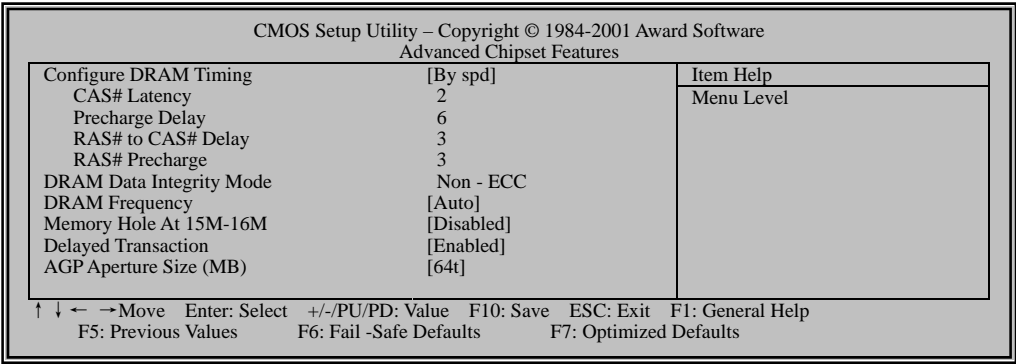 CMOS Setup Utility – Copyright © 1984-2001 Award Software
Advanced Chipset Features
Configure DRAM Timing [By spd] Item Help
CAS# Latency 2 Menu Level
Precharge Delay 6
RAS# to CAS# Delay 3
RAS# Precharge 3
DRAM Data Integrity Mode Non - ECC
DRAM Frequency [Auto]
Memory Hole At 15M-16M [Disabled]
Delayed Transaction [Enabled]
AGP Aperture Size (MB) [64t]
↑ ↓ ← →Move Enter: Select +/-/PU/PD: Value F10: Save ESC: Exit F1: General Help
F5: Previous Values F6: Fail -Safe Defaults F7: Optimized Defaults